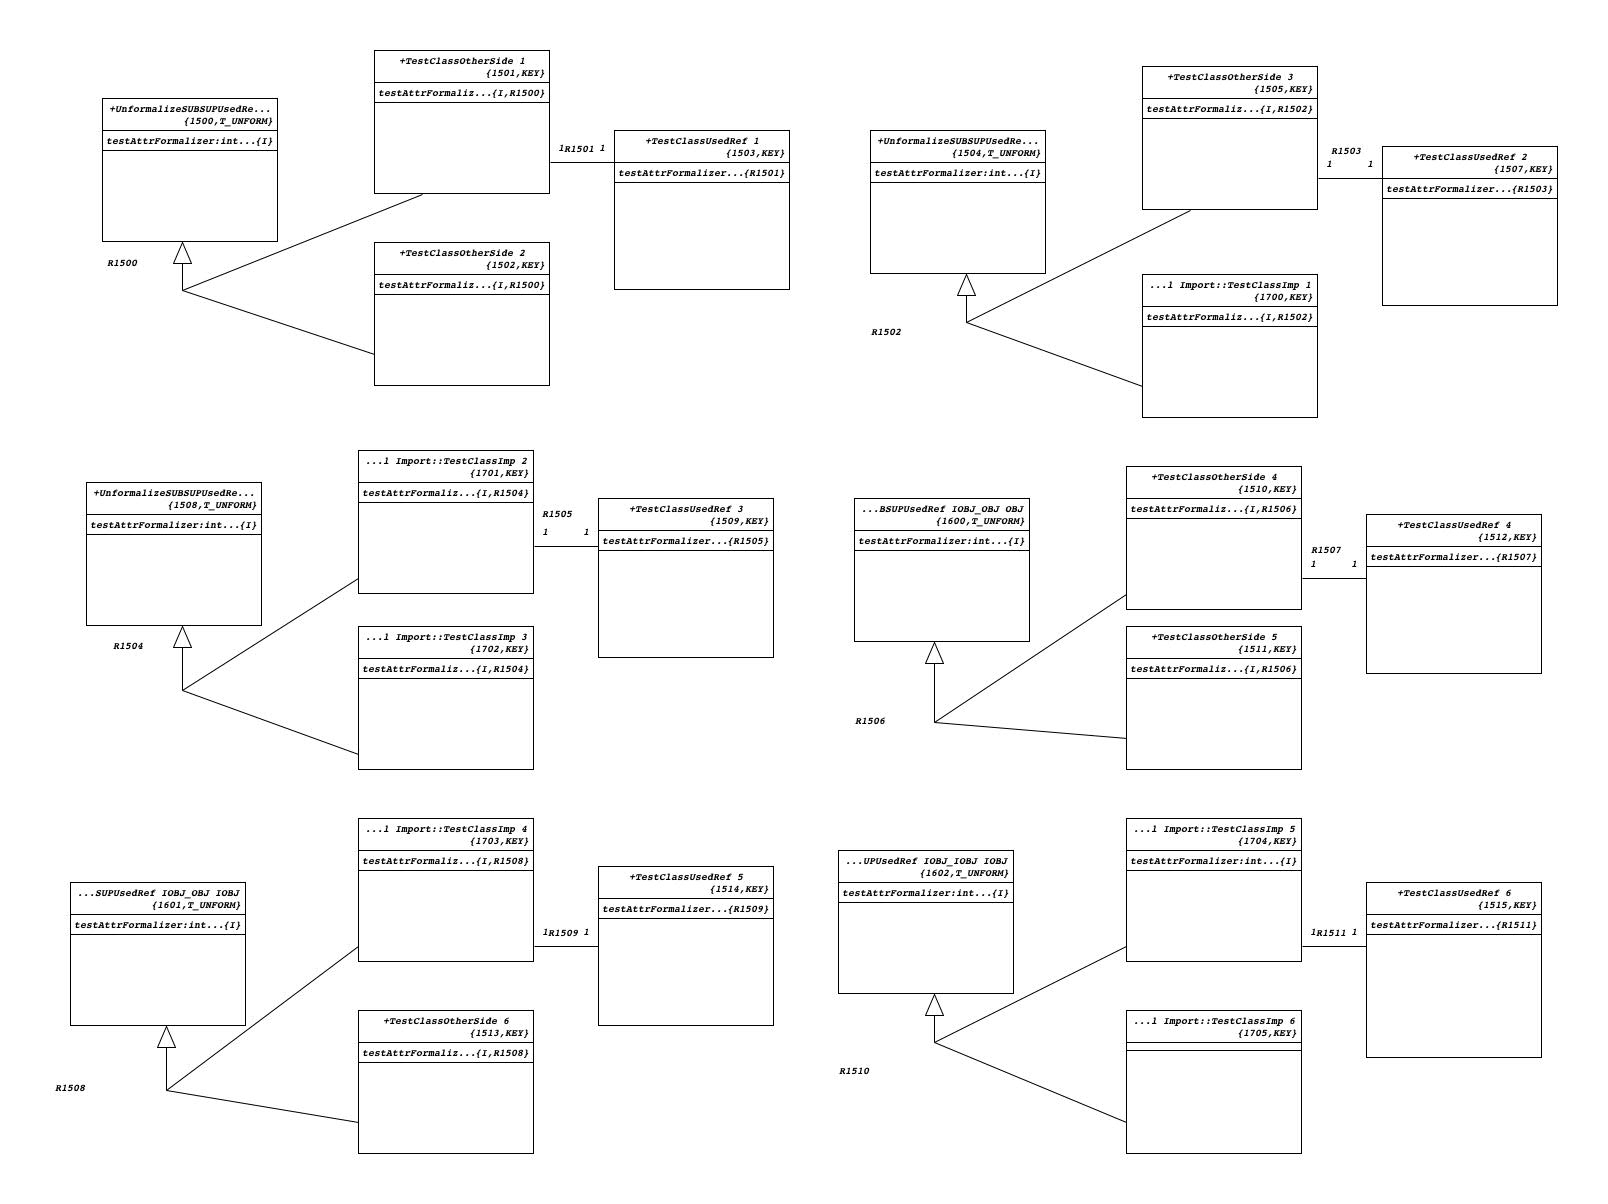 +UnformalizeSUBSUPUsedRe...
{1500,T_UNFORM}
testAttrFormalizer:int...{I}
R1500
+TestClassOtherSide 1
{1501,KEY}
testAttrFormaliz...{I,R1500}
1R1501 1
+TestClassUsedRef 1
{1503,KEY}
testAttrFormalizer...{R1501}
+TestClassOtherSide 2
{1502,KEY}
testAttrFormaliz...{I,R1500}
+UnformalizeSUBSUPUsedRe...
{1504,T_UNFORM}
testAttrFormalizer:int...{I}
R1502
+TestClassOtherSide 3
{1505,KEY}
testAttrFormaliz...{I,R1502}
R1503
1 1
+TestClassUsedRef 2
{1507,KEY}
testAttrFormalizer...{R1503}
...l Import::TestClassImp 1
{1700,KEY}
testAttrFormaliz...{I,R1502}
+UnformalizeSUBSUPUsedRe...
{1508,T_UNFORM}
testAttrFormalizer:int...{I}
R1504
...l Import::TestClassImp 2
{1701,KEY}
testAttrFormaliz...{I,R1504}
R1505
1 1
+TestClassUsedRef 3
{1509,KEY}
testAttrFormalizer...{R1505}
...l Import::TestClassImp 3
{1702,KEY}
testAttrFormaliz...{I,R1504}
...BSUPUsedRef IOBJ_OBJ OBJ
{1600,T_UNFORM}
testAttrFormalizer:int...{I}
R1506
+TestClassOtherSide 4
{1510,KEY}
testAttrFormaliz...{I,R1506}
R1507
1 1
+TestClassUsedRef 4
{1512,KEY}
testAttrFormalizer...{R1507}
+TestClassOtherSide 5
{1511,KEY}
testAttrFormaliz...{I,R1506}
...SUPUsedRef IOBJ_OBJ IOBJ
{1601,T_UNFORM}
testAttrFormalizer:int...{I}
R1508
...l Import::TestClassImp 4
{1703,KEY}
testAttrFormaliz...{I,R1508}
1R1509 1
+TestClassUsedRef 5
{1514,KEY}
testAttrFormalizer...{R1509}
+TestClassOtherSide 6
{1513,KEY}
testAttrFormaliz...{I,R1508}
...UPUsedRef IOBJ_IOBJ IOBJ
{1602,T_UNFORM}
testAttrFormalizer:int...{I}
R1510
...l Import::TestClassImp 5
{1704,KEY}
testAttrFormalizer:int...{I}
1R1511 1
+TestClassUsedRef 6
{1515,KEY}
testAttrFormalizer...{R1511}
...l Import::TestClassImp 6
{1705,KEY}